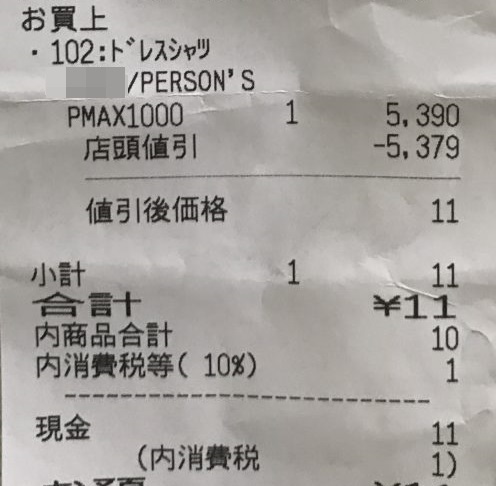 お買上
・102:ﾄﾞﾚｽｼｬﾂ
/PERSON'S
PMAX1000 1 5,390
店頭値引 -5,379
値引後価格 11
小計 1 11
合計 ¥11
内商品合計 10
内消費税等( 10%) 1
現金 11
(内消費税 1)